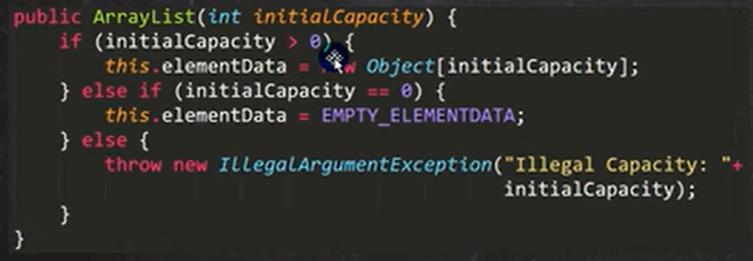 public ArrayList(int initialCapacity) {
    if (initialCapacity > 0) {
        this.elementData = new Object[initialCapacity];
    } else if (initialCapacity == 0) {
        this.elementData = EMPTY_ELEMENTDATA;
    } else {
        throw new IllegalArgumentException("Illegal Capacity: "+
                                           initialCapacity);
    }
}